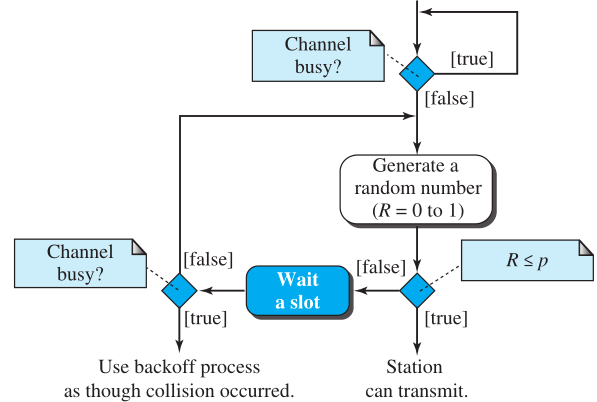 Channel
busy?
[true]
[false]
Generate a
random number
(R = 0 to 1)
Channel
busy?
[false]
Wait
a slot
[false]
R ≤ p
[true]
[true]
Use backoff process
as though collision occurred.
Station
can transmit.